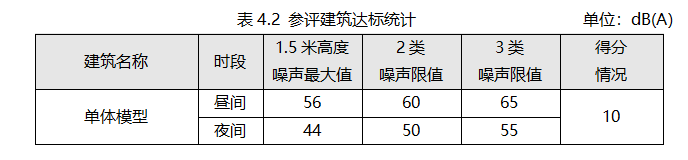 表 4.2 参评建筑达标统计 单位：dB(A)
建筑名称 时段 1.5 米高度噪声最大值 2 类噪声限值 3 类噪声限值 得分情况
单体模型 昼间 56 60 65 10
夜间 44 50 55